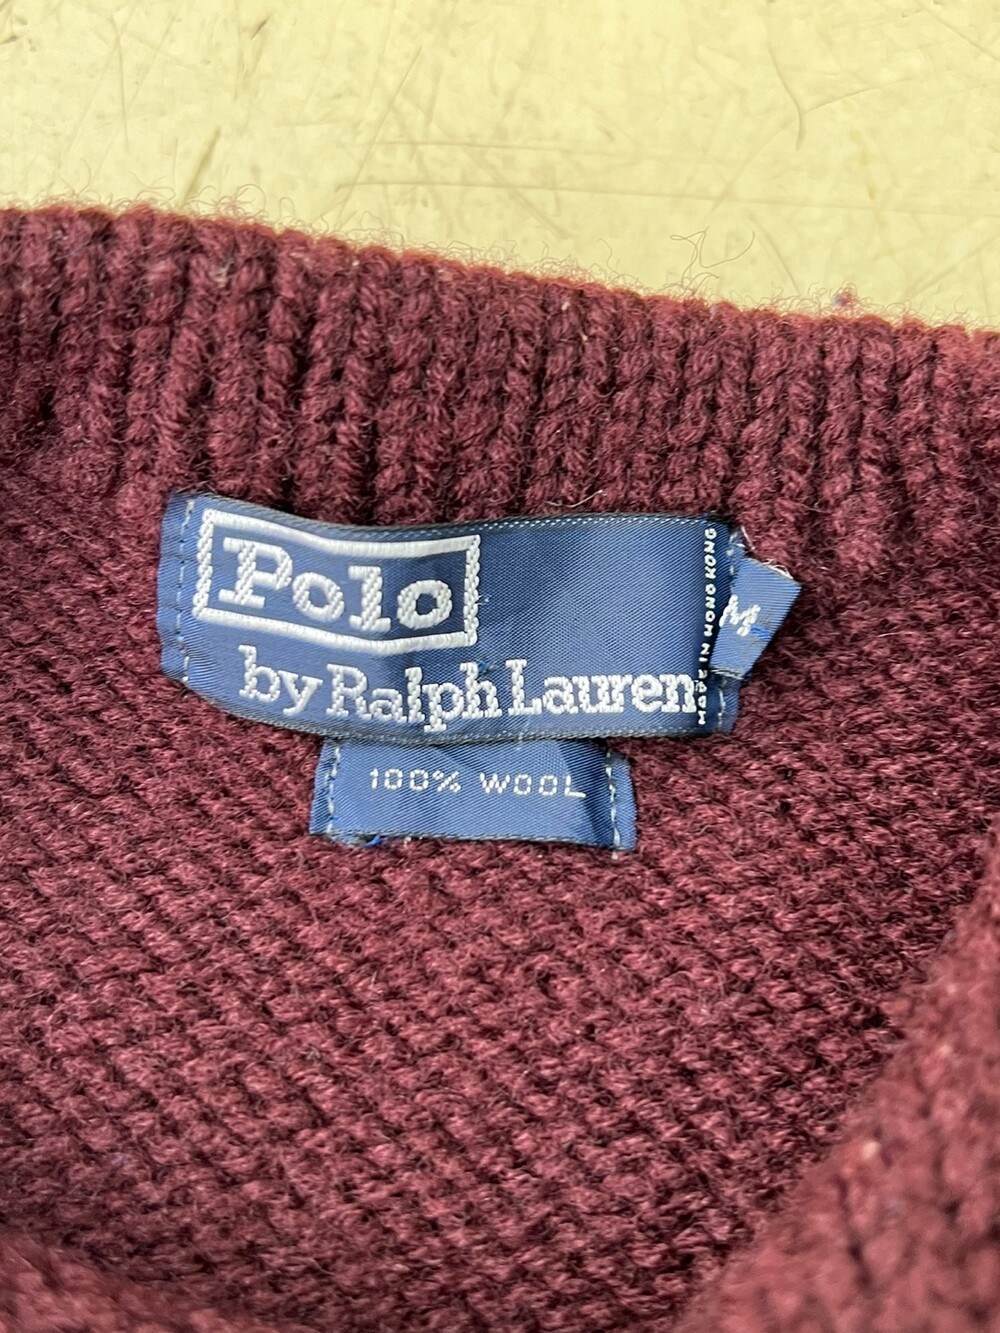 Polo
by Ralph Lauren
MADE IN HONG KONG
M
100% WOOL